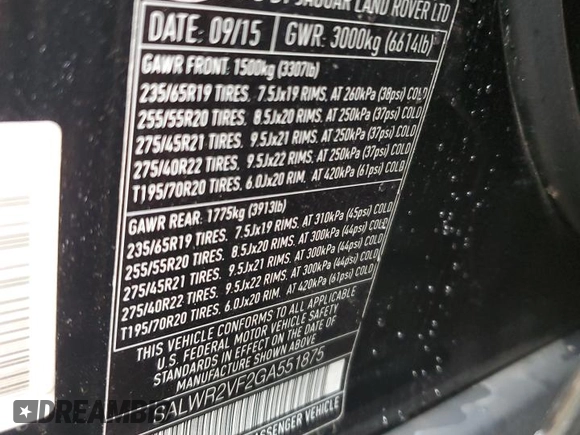 BY JAGUAR LAND ROVER LTD
DATE: 09/15 GWR: 3000kg (6614lb)
GAWR FRONT: 1500kg (3307lb)
235/65R19 TIRES, 7.5Jx19 RIMS, AT 260kPa (38psi) COLD
255/55R20 TIRES, 8.5Jx20 RIMS, AT 250kPa (37psi) COLD
275/45R21 TIRES, 9.5Jx21 RIMS, AT 250kPa (37psi) COLD
275/40R22 TIRES, 9.5Jx22 RIMS, AT 250kPa (37psi) COLD
T195/70R20 TIRES, 6.0Jx20 RIM, AT 420kPa (61psi) COLD
GAWR REAR: 1775kg (3913lb)
235/65R19 TIRES, 7.5Jx19 RIMS, AT 310kPa (45psi) COLD
255/55R20 TIRES, 8.5Jx20 RIMS, AT 300kPa (44psi) COLD
275/45R21 TIRES, 9.5Jx21 RIMS, AT 300kPa (44psi) COLD
275/40R22 TIRES, 9.5Jx22 RIMS, AT 300kPa (44psi) COLD
T195/70R20 TIRES, 6.0Jx20 RIM, AT 420kPa (61psi) COLD
THIS VEHICLE CONFORMS TO ALL APPLICABLE
U.S. FEDERAL MOTOR VEHICLE SAFETY
STANDARDS IN EFFECT ON THE DATE OF
MANUFACTURE SHOWN ABOVE
SALWR2VF2GA551875
PASSENGER VEHICLE
DREAMBID